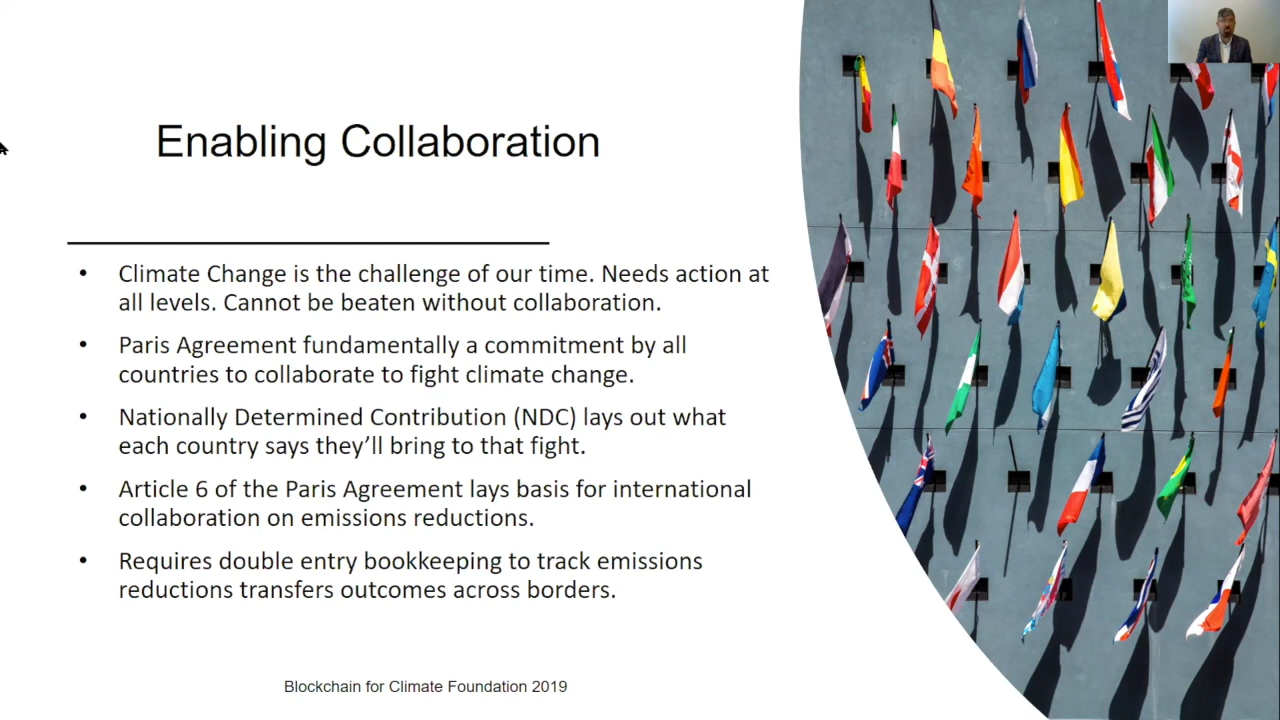 Enabling Collaboration
• Climate Change is the challenge of our time. Needs action at
all levels. Cannot be beaten without collaboration.
• Paris Agreement fundamentally a commitment by all
countries to collaborate to fight climate change.
• Nationally Determined Contribution (NDC) lays out what
each country says they’ll bring to that fight.
• Article 6 of the Paris Agreement lays basis for international
collaboration on emissions reductions.
• Requires double entry bookkeeping to track emissions
reductions transfers outcomes across borders.
Blockchain for Climate Foundation 2019